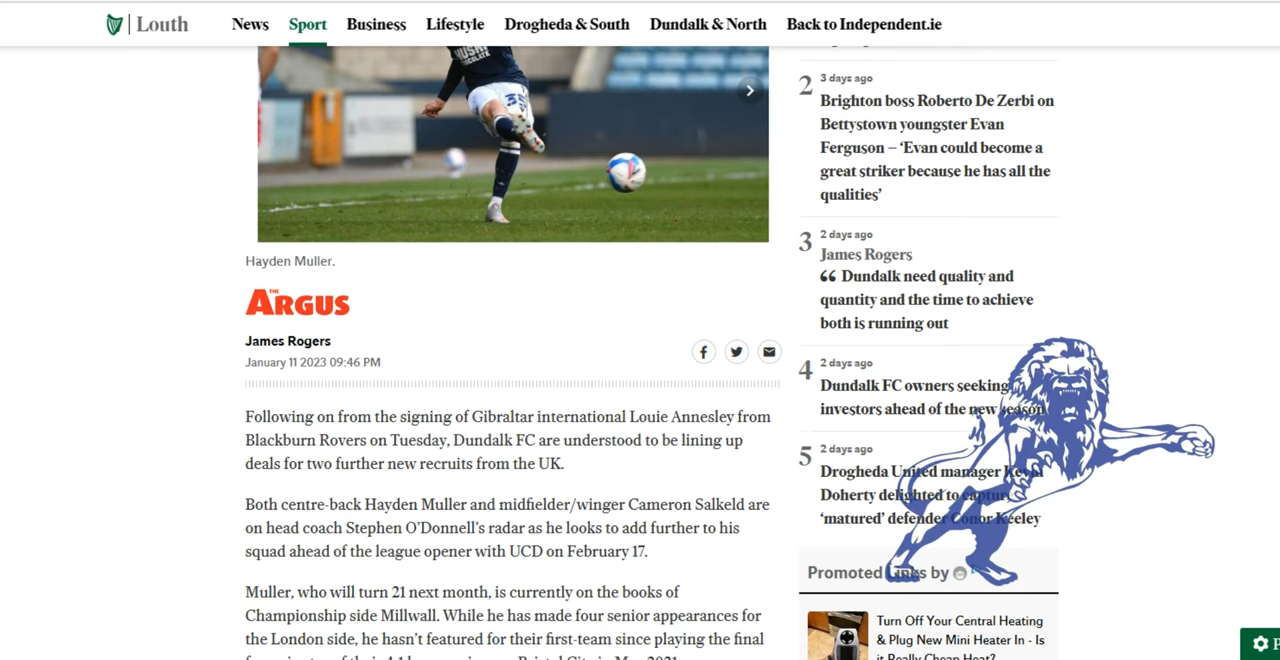 Louth
News
Sport
Business
Lifestyle
Drogheda & South
Dundalk & North
Back to Independent.ie
35
Hayden Muller.
THE
ARGUS
James Rogers
January 11 2023 09:46 PM
Following on from the signing of Gibraltar international Louie Annesley from
Blackburn Rovers on Tuesday, Dundalk FC are understood to be lining up
deals for two further new recruits from the UK.
Both centre-back Hayden Muller and midfielder/winger Cameron Salkeld are
on head coach Stephen O’Donnell’s radar as he looks to add further to his
squad ahead of the league opener with UCD on February 17.
Muller, who will turn 21 next month, is currently on the books of
Championship side Millwall. While he has made four senior appearances for
the London side, he hasn’t featured for their first-team since playing the final
2
3 days ago
Brighton boss Roberto De Zerbi on
Bettystown youngster Evan
Ferguson – ‘Evan could become a
great striker because he has all the
qualities’
3
2 days ago
James Rogers
“ Dundalk need quality and
quantity and the time to achieve
both is running out
4
2 days ago
Dundalk FC owners seeking
investors ahead of the new season
5
2 days ago
Drogheda United manager Kevin
Doherty delighted to capture
‘matured’ defender Conor Keeley
Promoted Links by
Turn Off Your Central Heating
& Plug New Mini Heater In - Is
it Really Cheap Heat?